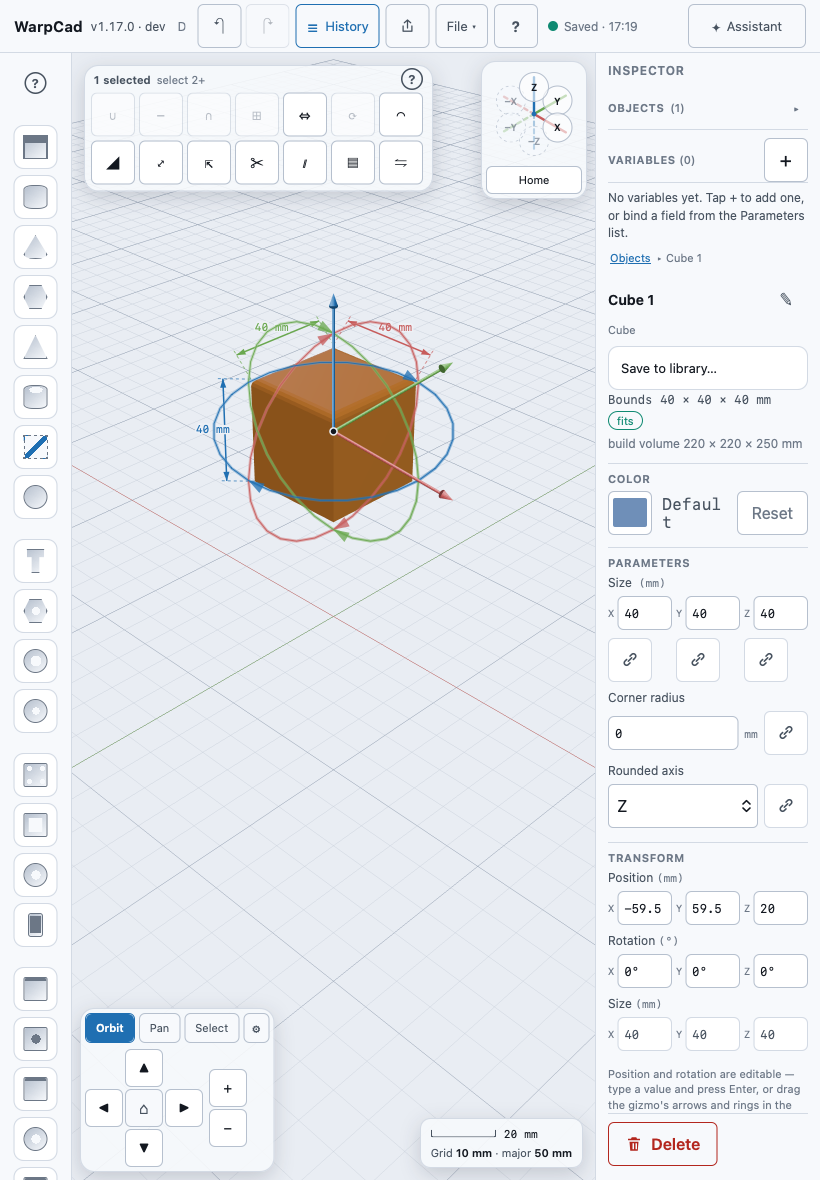 WarpCad v1.17.0 · dev D
History
File ▾
?
Saved · 17:19
Assistant
?
1 selected select 2+
?
Z
Y
X
−X
−Y
−Z
Home
40 mm
40 mm
40 mm
Orbit
Pan
Select
+
−
20 mm
Grid 10 mm · major 50 mm
INSPECTOR
OBJECTS (1)
VARIABLES (0)
+
No variables yet. Tap + to add one,
or bind a field from the Parameters
list.
Objects ▸ Cube 1
Cube 1
Cube
Save to library…
Bounds 40 × 40 × 40 mm
fits
build volume 220 × 220 × 250 mm
COLOR
Defaul
t
Reset
PARAMETERS
Size (mm)
X 40 Y 40 Z 40
Corner radius
0 mm
Rounded axis
Z
TRANSFORM
Position (mm)
X −59.5 Y 59.5 Z 20
Rotation (°)
X 0° Y 0° Z 0°
Size (mm)
X 40 Y 40 Z 40
Position and rotation are editable —
type a value and press Enter, or drag
the gizmo's arrows and rings in the
Delete